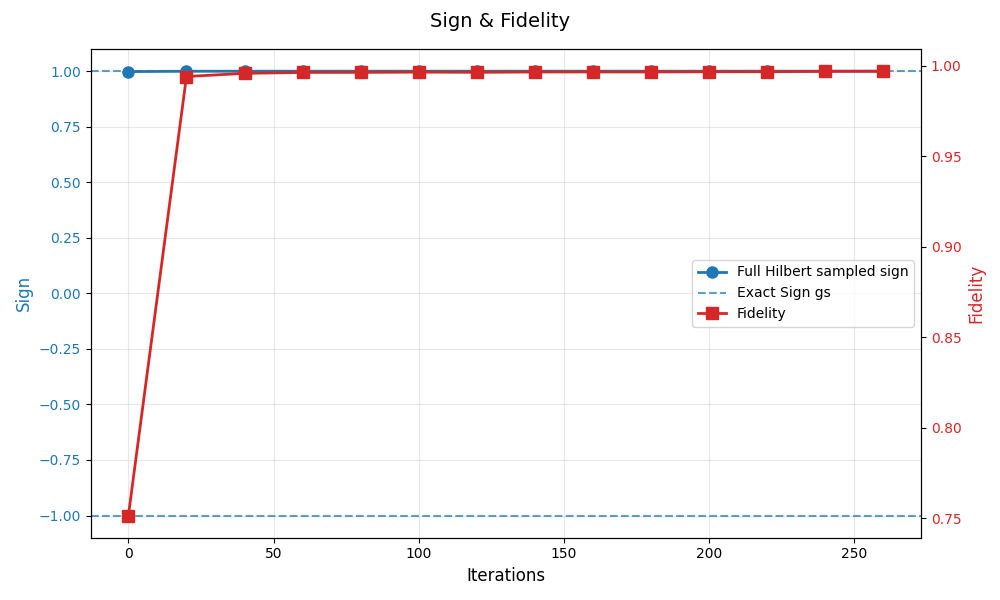 Sign & Fidelity
1.00
0.75
0.50
0.25
0.00
−0.25
−0.50
−0.75
−1.00
Sign
1.00
0.95
0.90
0.85
0.80
0.75
Fidelity
Full Hilbert sampled sign
Exact Sign gs
Fidelity
0 50 100 150 200 250
Iterations